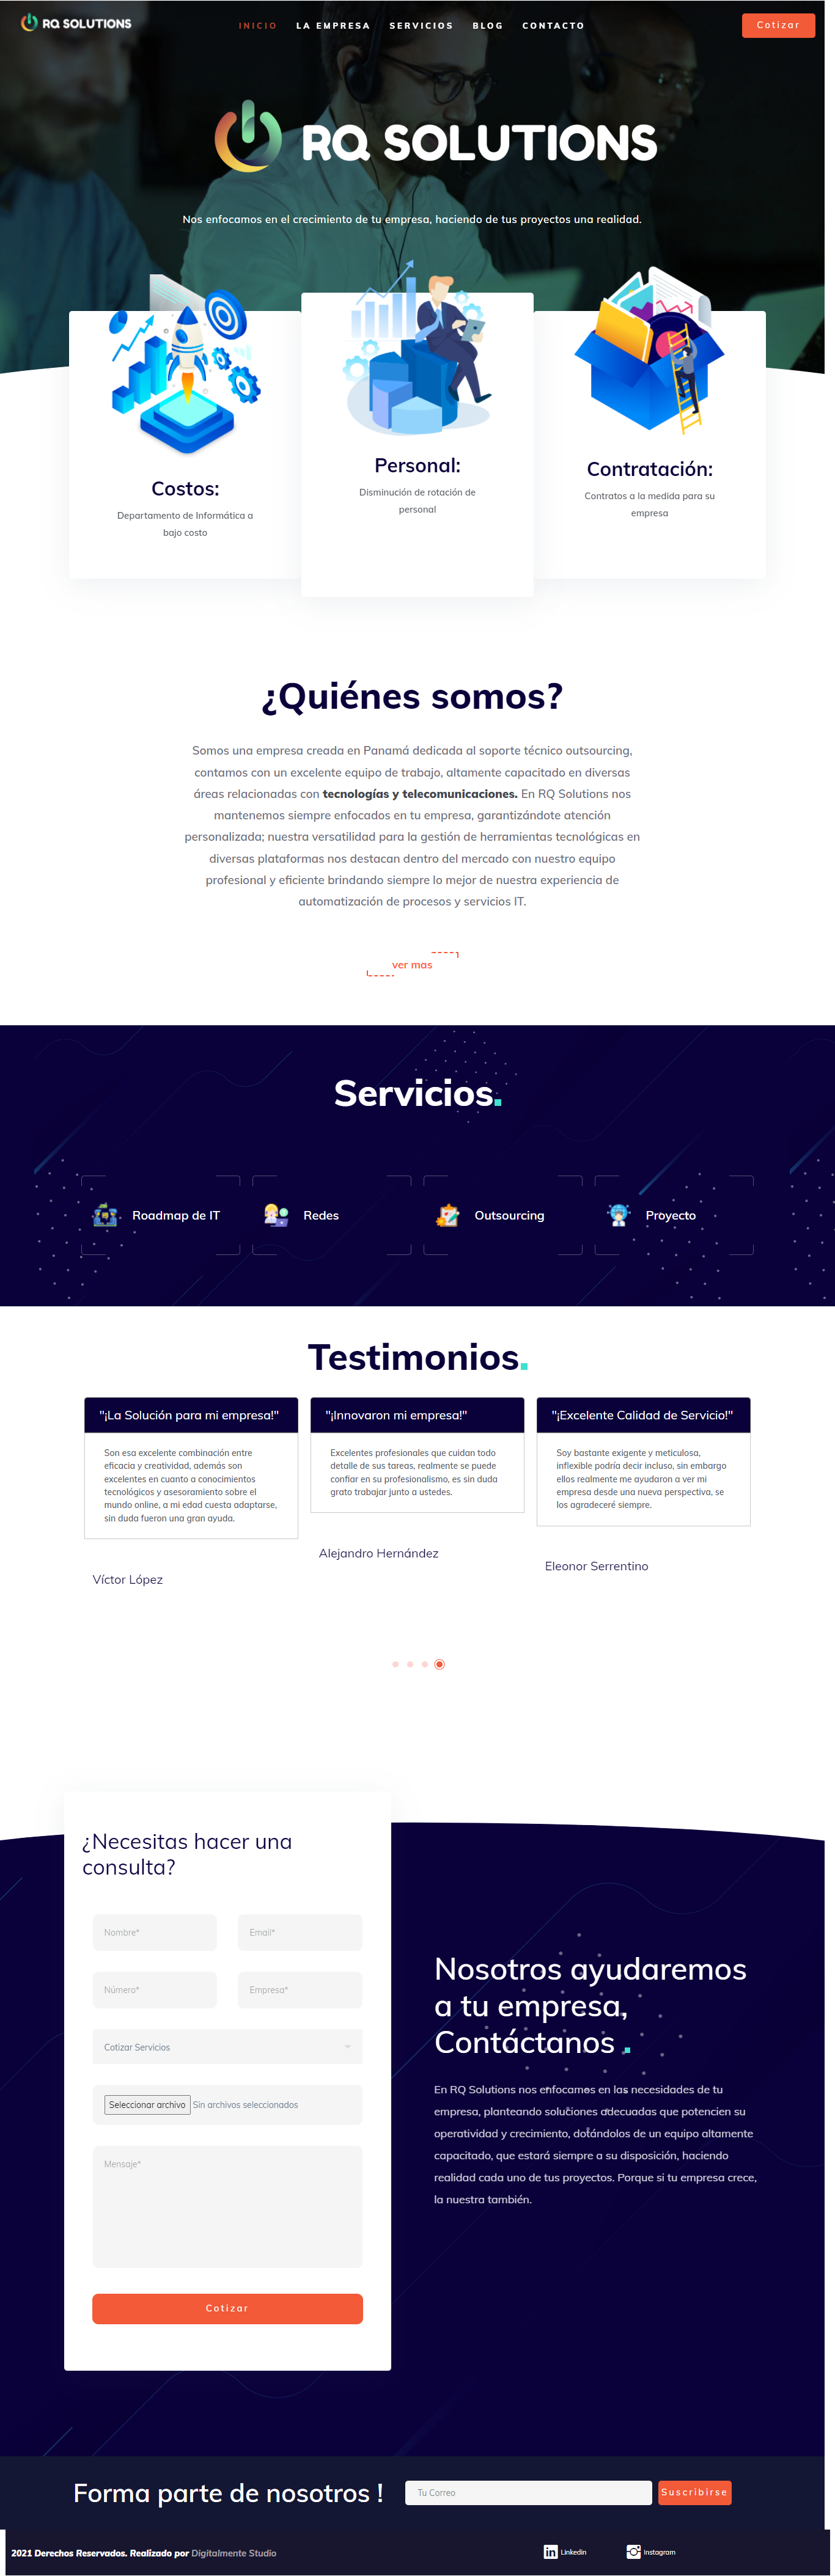 RQ SOLUTIONS
INICIO
LA EMPRESA
SERVICIOS
BLOG
CONTACTO
Cotizar
RQ SOLUTIONS
Nos enfocamos en el crecimiento de tu empresa, haciendo de tus proyectos una realidad.
Costos:
Departamento de Informática a
bajo costo
Personal:
Disminución de rotación de
personal
Contratación:
Contratos a la medida para su
empresa
¿Quiénes somos?
Somos una empresa creada en Panamá dedicada al soporte técnico outsourcing,
contamos con un excelente equipo de trabajo, altamente capacitado en diversas
áreas relacionadas con tecnologías y telecomunicaciones. En RQ Solutions nos
mantenemos siempre enfocados en tu empresa, garantizándote atención
personalizada; nuestra versatilidad para la gestión de herramientas tecnológicas en
diversas plataformas nos destacan dentro del mercado con nuestro equipo
profesional y eficiente brindando siempre lo mejor de nuestra experiencia de
automatización de procesos y servicios IT.
ver mas
Servicios.
Roadmap de IT
Redes
Outsourcing
Proyecto
Testimonios.
"¡La Solución para mi empresa!"
Son esa excelente combinación entre
eficacia y creatividad, además son
excelentes en cuanto a conocimientos
tecnológicos y asesoramiento sobre el
mundo online, a mi edad cuesta adaptarse,
sin duda fueron una gran ayuda.
Víctor López
"¡Innovaron mi empresa!"
Excelentes profesionales que cuidan todo
detalle de sus tareas, realmente se puede
confiar en su profesionalismo, es sin duda
grato trabajar junto a ustedes.
Alejandro Hernández
"¡Excelente Calidad de Servicio!"
Soy bastante exigente y meticulosa,
inflexible podría decir incluso, sin embargo
ellos realmente me ayudaron a ver mi
empresa desde una nueva perspectiva, se
los agradeceré siempre.
Eleonor Serrentino
¿Necesitas hacer una
consulta?
Nombre*
Email*
Número*
Empresa*
Cotizar Servicios
Seleccionar archivo Sin archivos seleccionados
Mensaje*
Cotizar
Nosotros ayudaremos
a tu empresa,
Contáctanos .
En RQ Solutions nos enfocamos en las necesidades de tu
empresa, planteando soluciones adecuadas que potencien su
operatividad y crecimiento, dotándolos de un equipo altamente
capacitado, que estará siempre a su disposición, haciendo
realidad cada uno de tus proyectos. Porque si tu empresa crece,
la nuestra también.
Forma parte de nosotros !
Tu Correo
Suscribirse
2021 Derechos Reservados. Realizado por Digitalmente Studio
Linkedin
Instagram